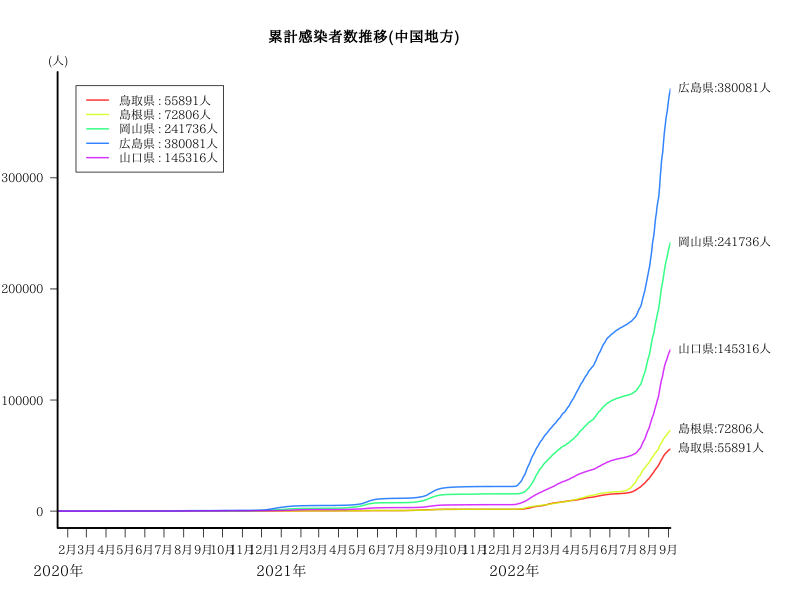 累計感染者数推移(中国地方)
(人)
鳥取県 : 55891人
島根県 : 72806人
岡山県 : 241736人
広島県 : 380081人
山口県 : 145316人
広島県:380081人
300000
岡山県:241736人
200000
山口県:145316人
100000
島根県:72806人
鳥取県:55891人
0
2月 3月 4月 5月 6月 7月 8月 9月 10月 11月 12月 1月 2月 3月 4月 5月 6月 7月 8月 9月 10月 11月 12月 1月 2月 3月 4月 5月 6月 7月 8月 9月
2020年 2021年 2022年